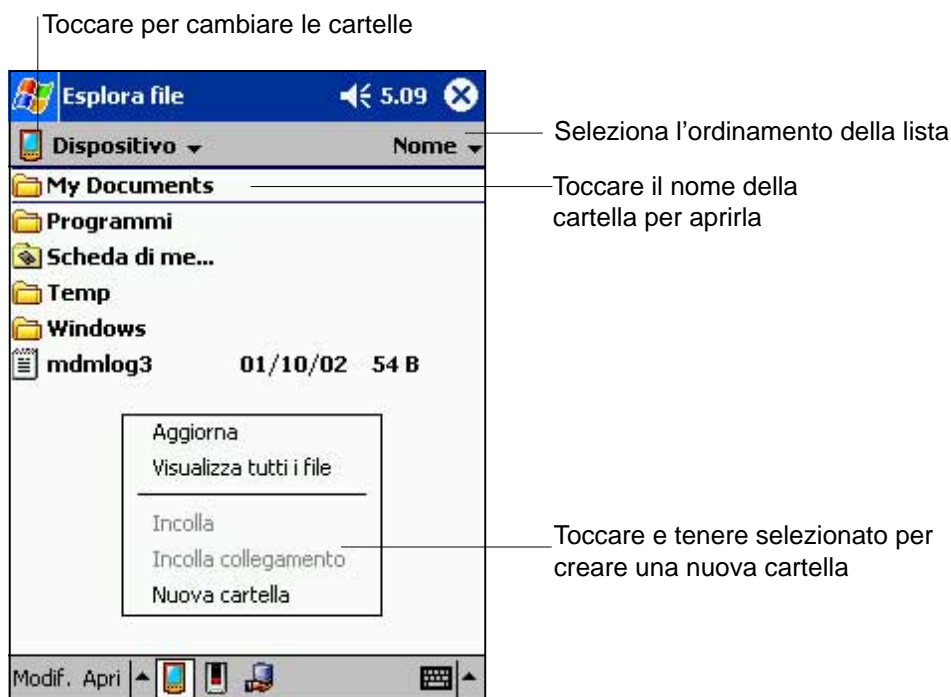 Toccare per cambiare le cartelle
Esplora file 5.09
Dispositivo Nome
Seleziona l'ordinamento della lista
My Documents
Toccare il nome della
cartella per aprirla
Programmi
Scheda di me...
Temp
Windows
mdmlog3 01/10/02 54 B
Aggiorna
Visualizza tutti i file
Incolla
Incolla collegamento
Nuova cartella
Toccare e tenere selezionato per
creare una nuova cartella
Modif. Apri